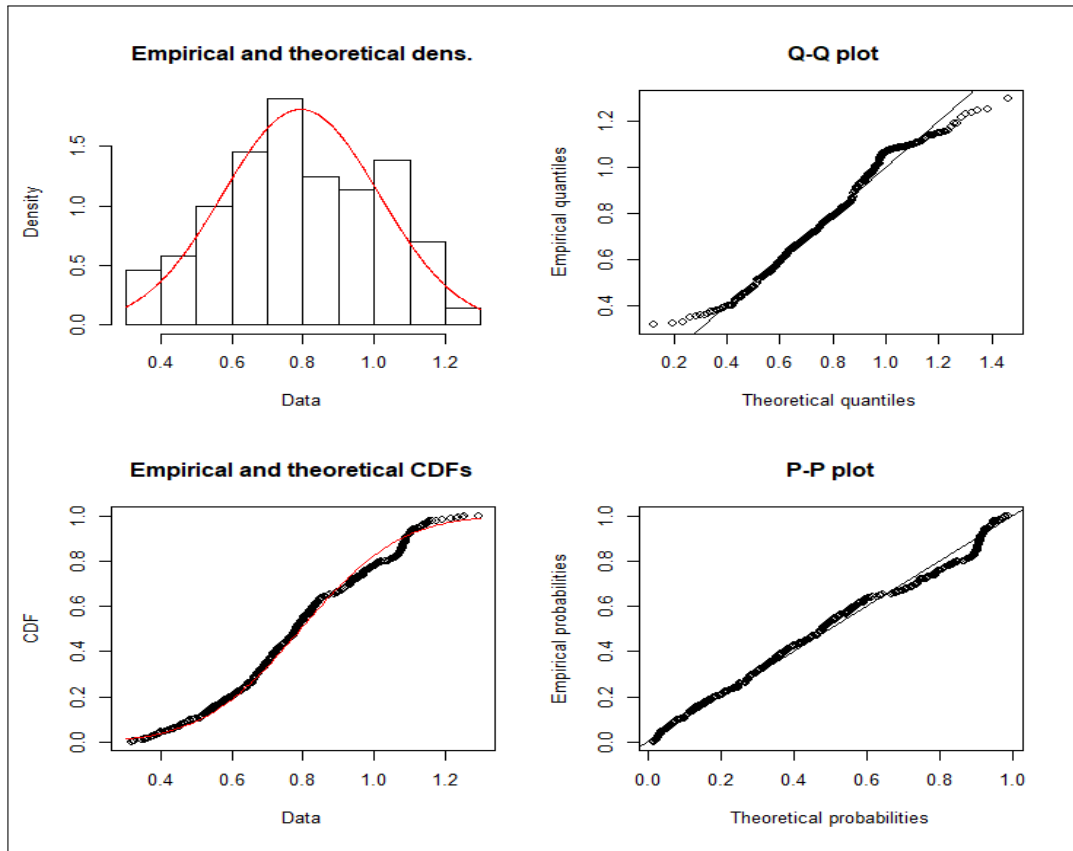 Empirical and theoretical dens.
Density
0.0 0.5 1.0 1.5
0.4 0.6 0.8 1.0 1.2
Data
Q-Q plot
Empirical quantiles
0.4 0.6 0.8 1.0 1.2
0.2 0.4 0.6 0.8 1.0 1.2 1.4
Theoretical quantiles
Empirical and theoretical CDFs
CDF
0.0 0.2 0.4 0.6 0.8 1.0
0.4 0.6 0.8 1.0 1.2
Data
P-P plot
Empirical probabilities
0.0 0.2 0.4 0.6 0.8 1.0
0.0 0.2 0.4 0.6 0.8 1.0
Theoretical probabilities